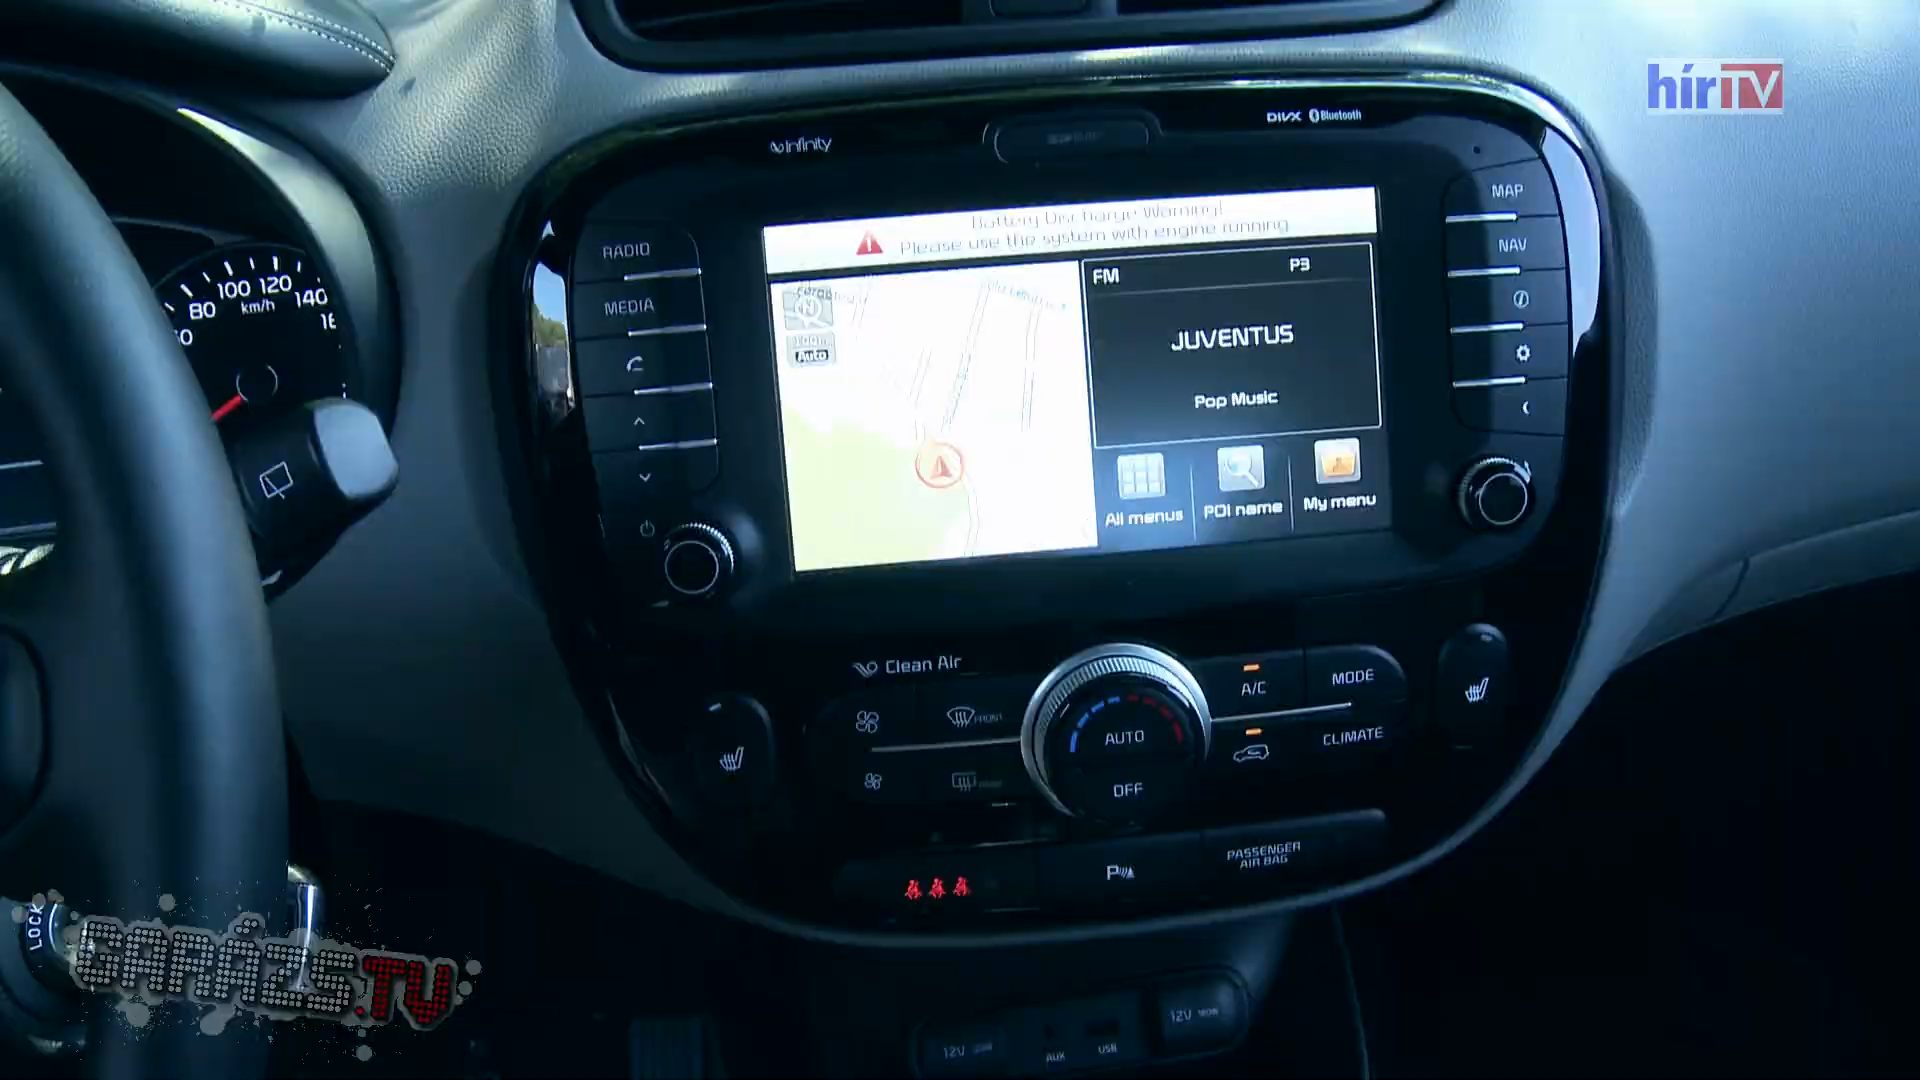 hírTV
infinity
DIVX Bluetooth
RADIO
MEDIA
MAP
NAV
Battery Discharge Warning!
Please use the system with engine running
N
Auto
FM P3
JUVENTUS
Pop Music
All menus
POI name
My menu
80 100 120 140
km/h
Clean Air
FRONT
AUTO
OFF
A/C
MODE
CLIMATE
P
PASSENGER
AIR BAG
LOCK
GARÁZS.TV
12V
AUX
USB
12V